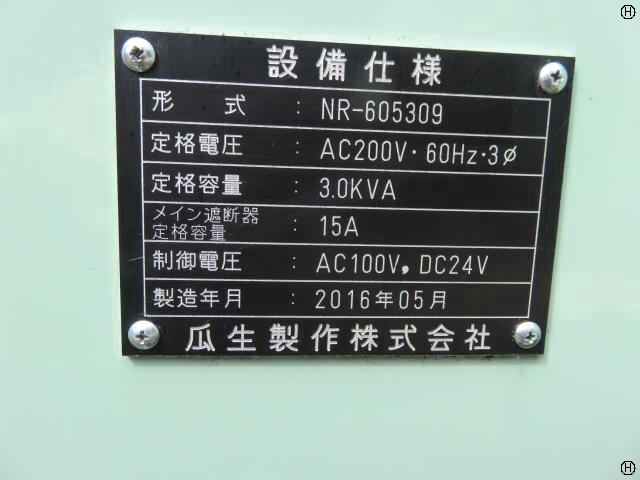 設備仕様
形式 : NR-605309
定格電圧 : AC200V・60Hz・3φ
定格容量 : 3.0KVA
メイン遮断器
定格容量 : 15A
制御電圧 : AC100V, DC24V
製造年月 : 2016年05月
瓜生製作株式会社
H
H